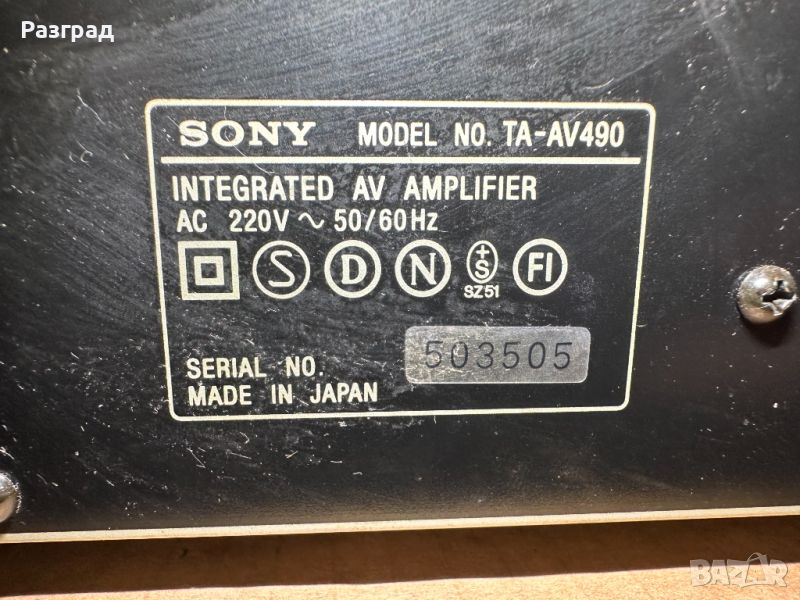 Разград
SONY MODEL NO. TA-AV490
INTEGRATED AV AMPLIFIER
AC 220V ~ 50/60Hz
S D N +S FI
SZ51
SERIAL NO. 503505
MADE IN JAPAN
BAZAR